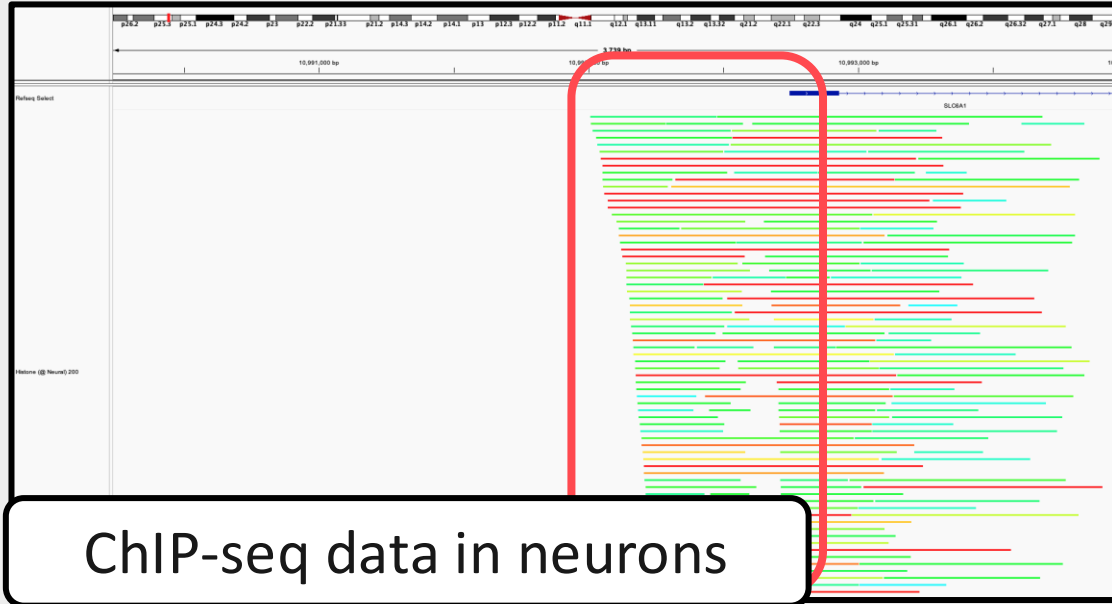 p26.2 p25.3 p25.1 p24.3 p24.2 p23 p22.2 p21.31 p21.2 p14.3 p14.2 p14.1 p13 p12.3 p12.2 p11.2 q11.1 q12.1 q13.11 q13.2 q13.32 q21.2 q22.1 q22.3 q24 q25.1 q25.31 q26.1 q26.2 q26.32 q27.1 q28
3,739 bp
10,991,000 bp 10,993,000 bp
Refseq Select
SLC6A1
Histone (@ Neural) 200
ChIP-seq data in neurons